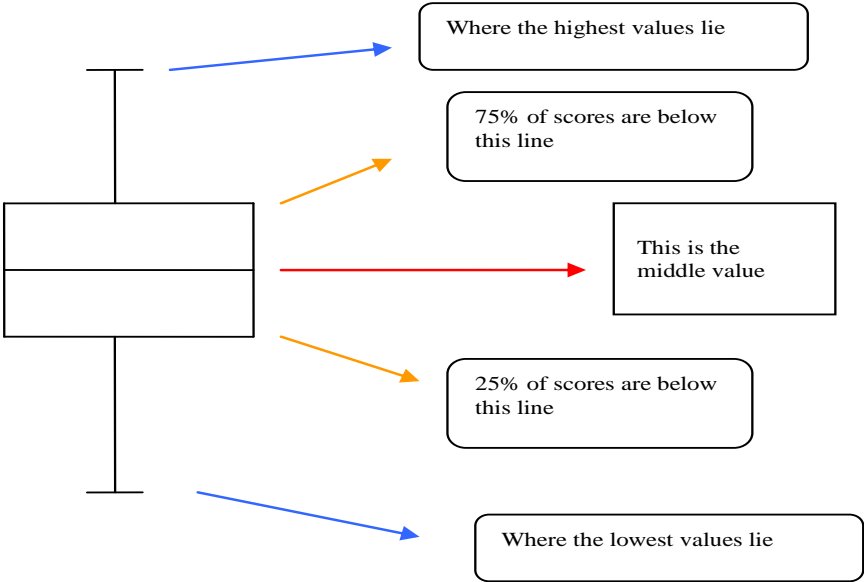 Where the highest values lie
75% of scores are below
this line
This is the
middle value
25% of scores are below
this line
Where the lowest values lie